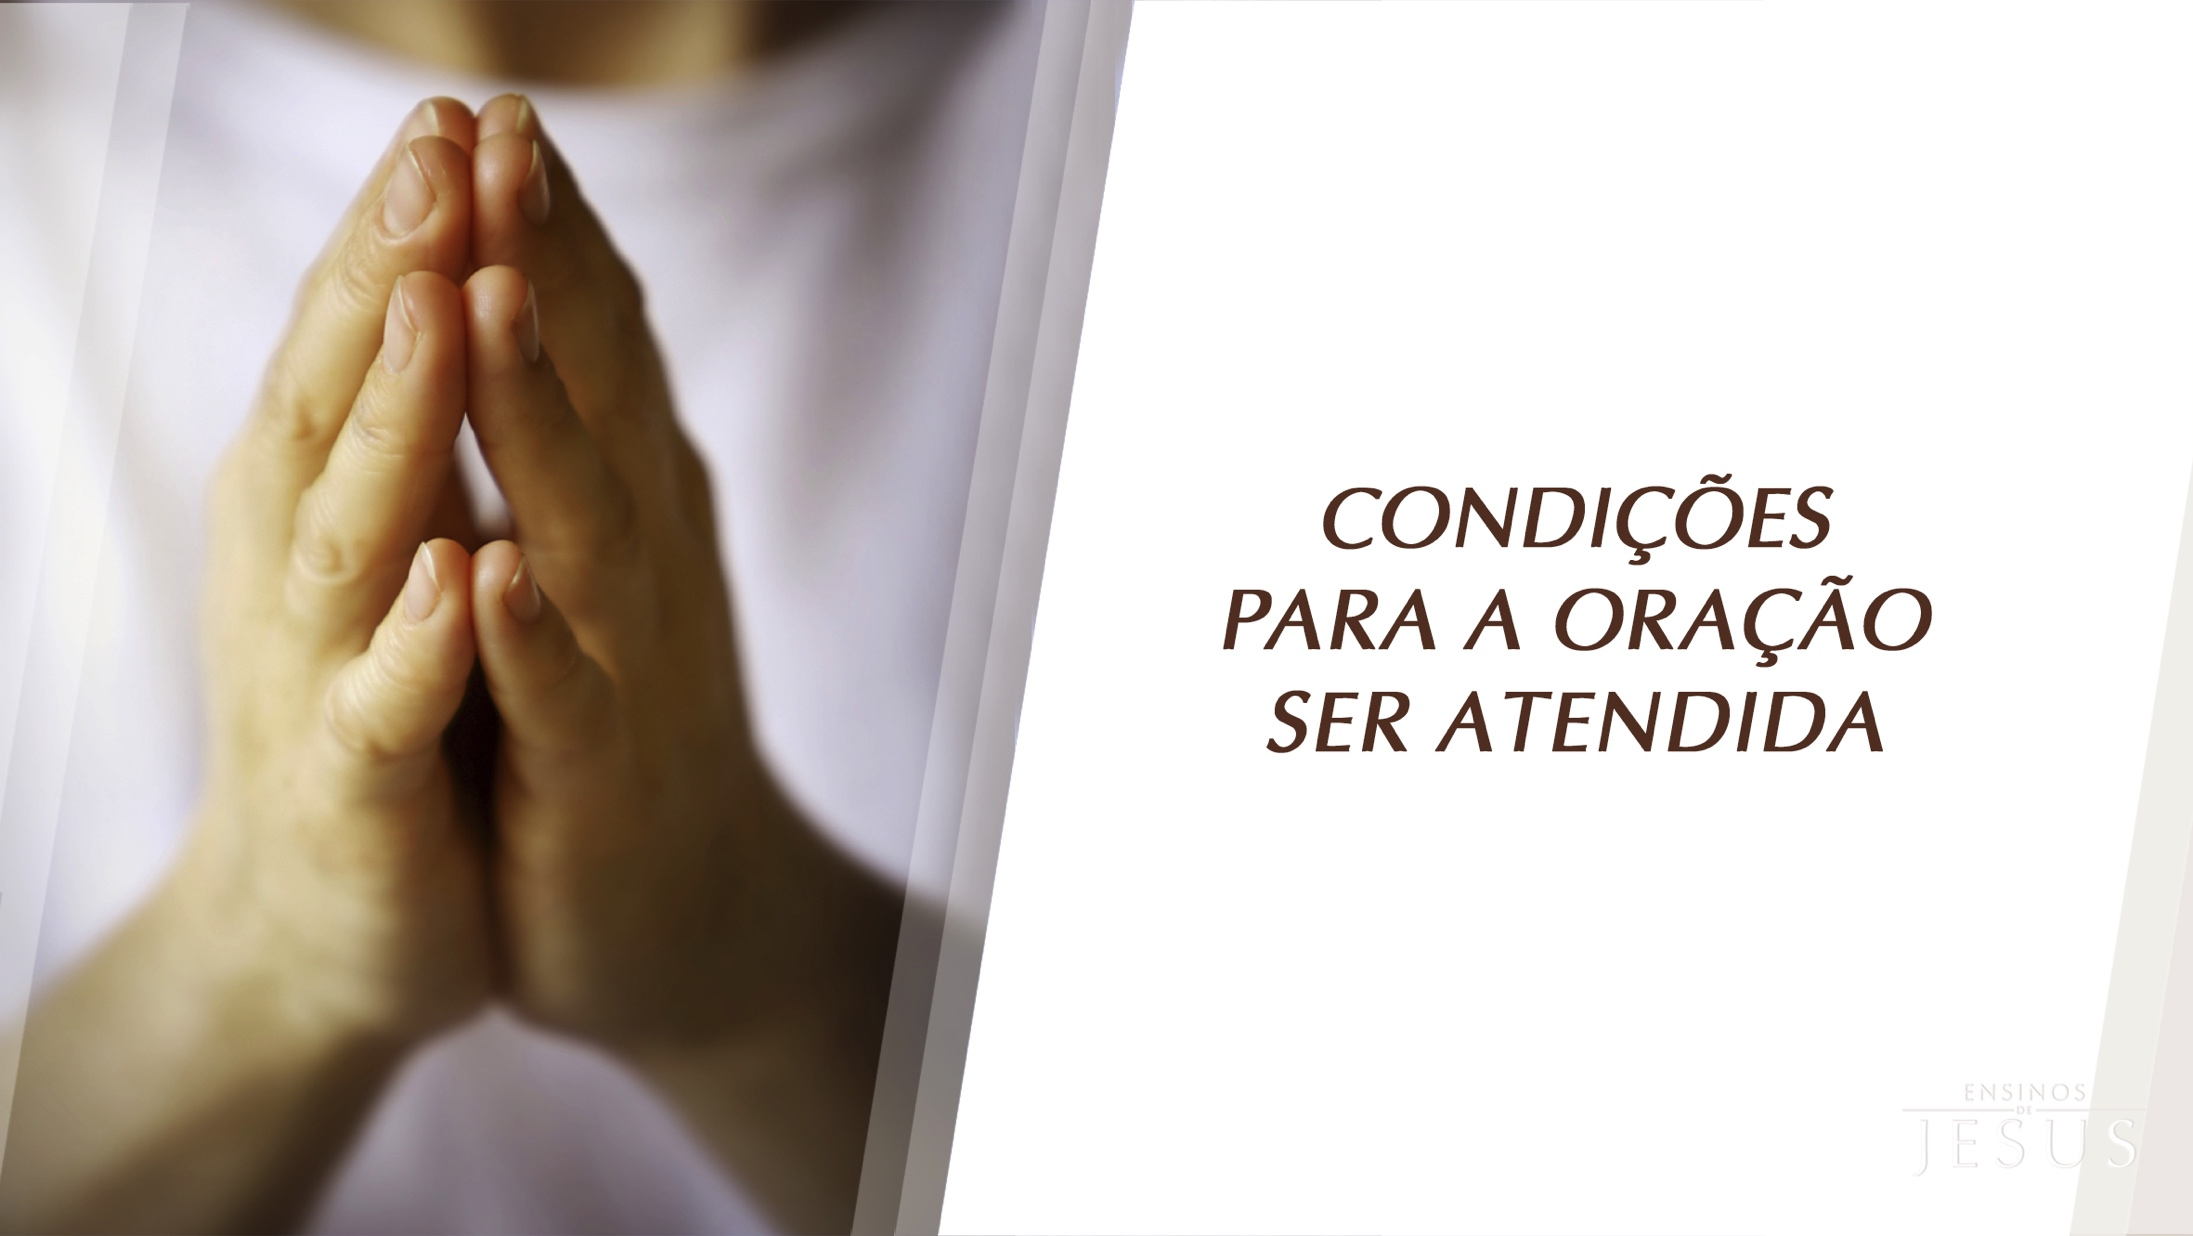 CONDIÇÕES
PARA A ORAÇÃO
SER ATENDIDA
ENSINOS
DE
JESUS